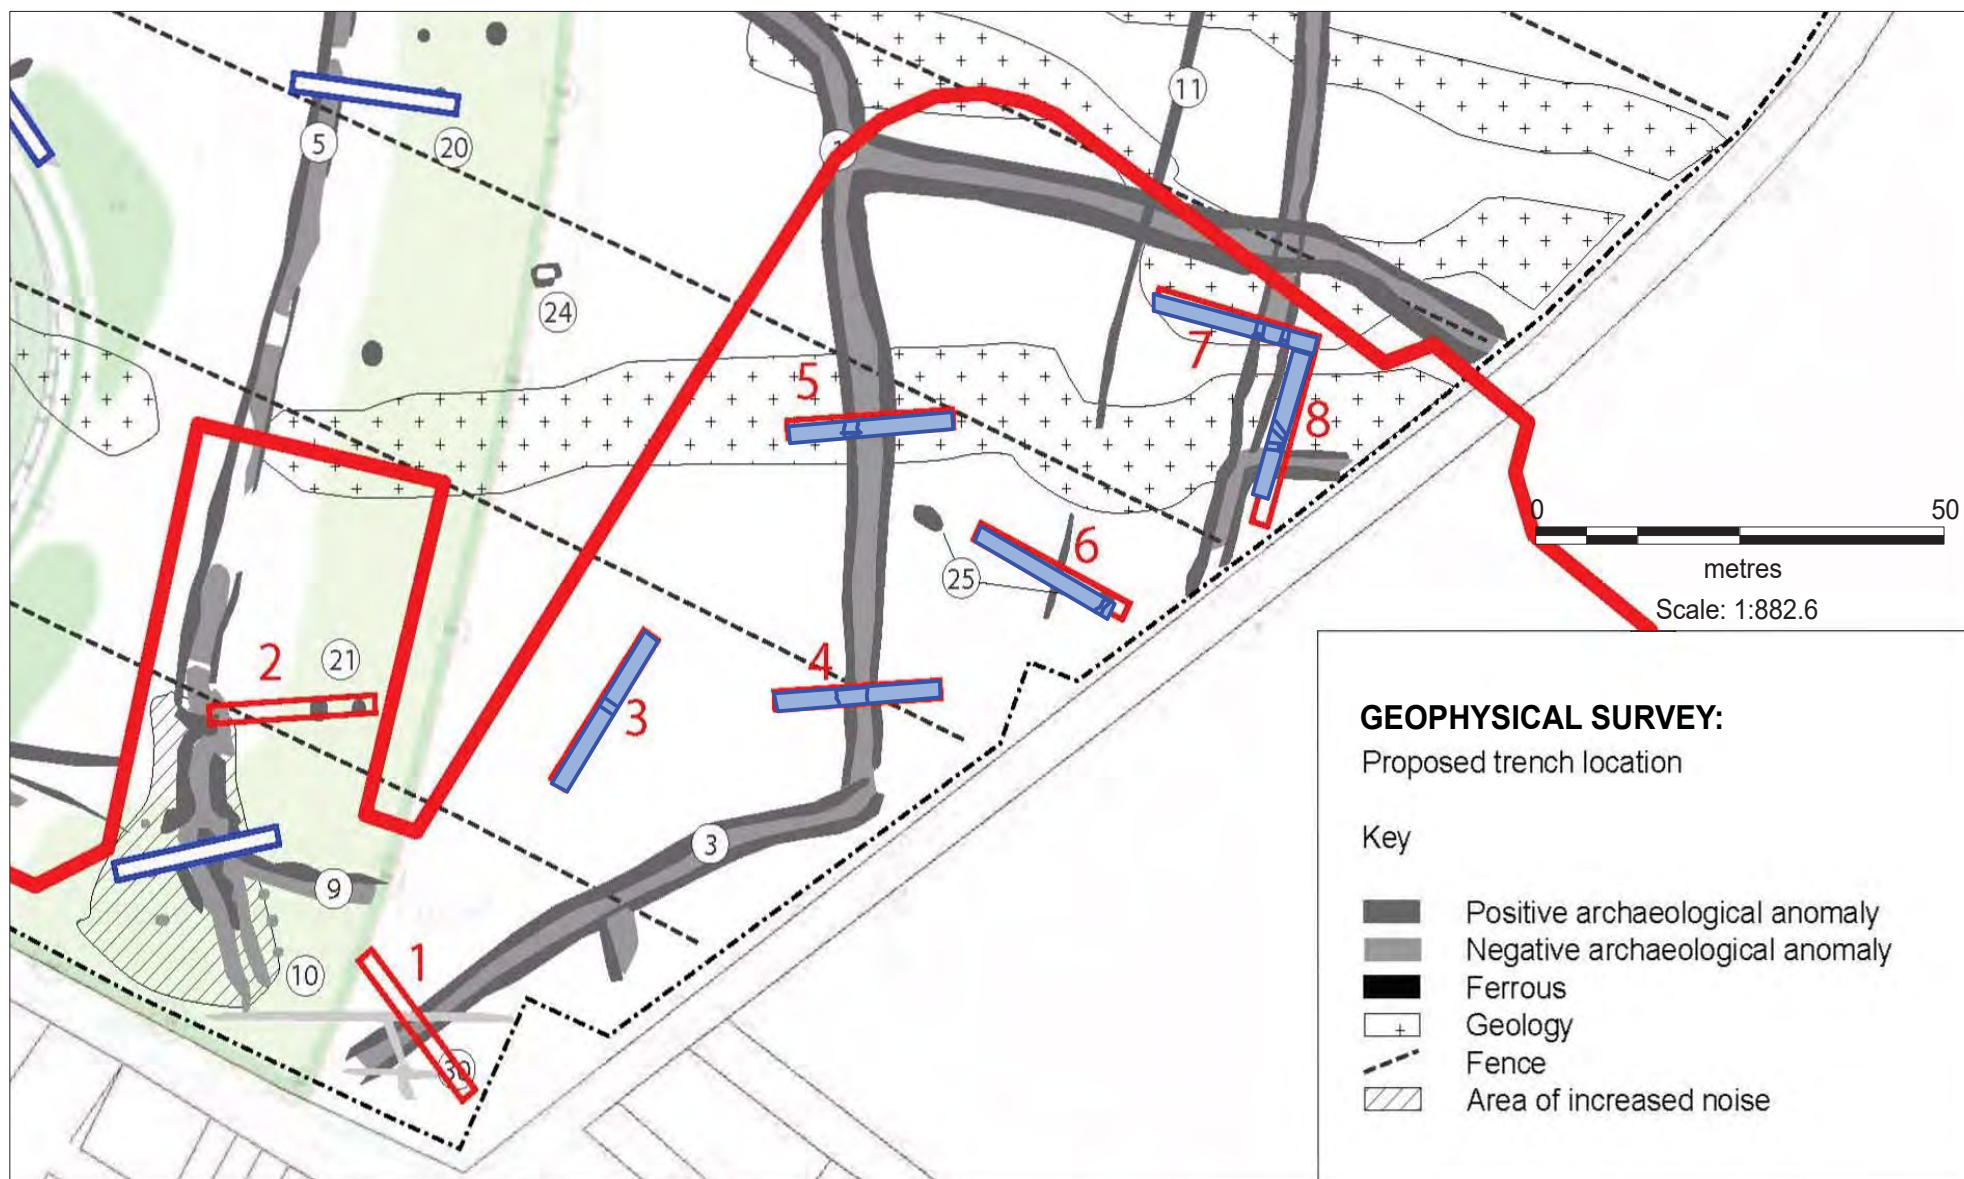 11
5
20
1
24
7
5
8
0 50
metres
Scale: 1:882.6
6
25
2
21
4
3
3
9
1
10
30
GEOPHYSICAL SURVEY:
Proposed trench location
Key
Positive archaeological anomaly
Negative archaeological anomaly
Ferrous
Geology
Fence
Area of increased noise